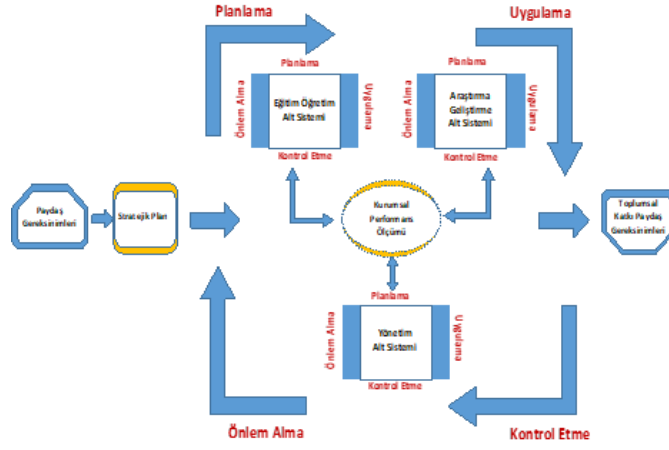 Planlama
Uygulama
Planlama
Önlem Alma
Eğitim Öğretim
Alt Sistemi
Uygulama
Kontrol Etme
Planlama
Önlem Alma
Araştırma
Geliştirme
Alt Sistemi
Uygulama
Kontrol Etme
Paydaş
Gereksinimleri
Stratejik Plan
Kurumsal
Performans
Ölçümü
Toplumsal
Katkı Paydaş
Gereksinimleri
Planlama
Önlem Alma
Yönetim
Alt Sistemi
Uygulama
Kontrol Etme
Önlem Alma
Kontrol Etme